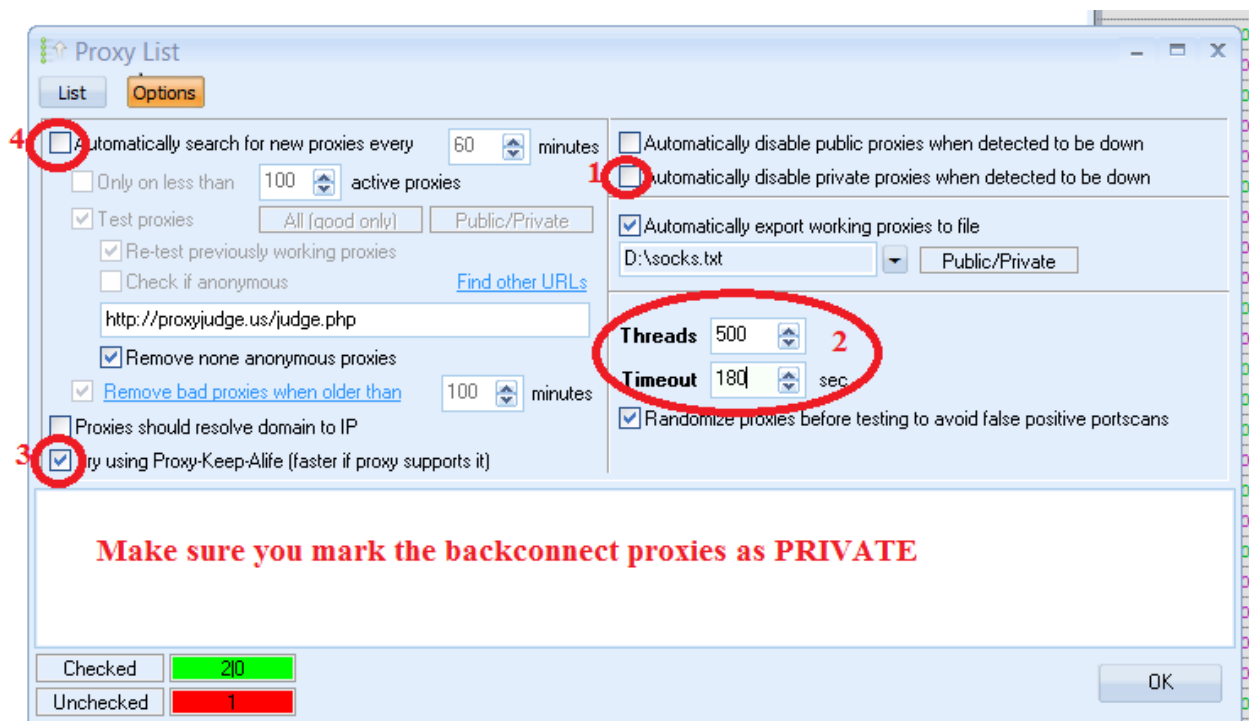 Proxy List
List Options
4 Automatically search for new proxies every 60 minutes
Only on less than 100 active proxies
Test proxies All (good only) Public/Private
Re-test previously working proxies
Check if anonymous Find other URLs
http://proxyjudge.us/judge.php
Remove none anonymous proxies
Remove bad proxies when older than 100 minutes
Proxies should resolve domain to IP
3 Try using Proxy-Keep-Alife (faster if proxy supports it)
Automatically disable public proxies when detected to be down
1 Automatically disable private proxies when detected to be down
Automatically export working proxies to file
D:\socks.txt Public/Private
Threads 500 2
Timeout 180 sec
Randomize proxies before testing to avoid false positive portscans
Make sure you mark the backconnect proxies as PRIVATE
Checked 2|0
Unchecked 1
OK